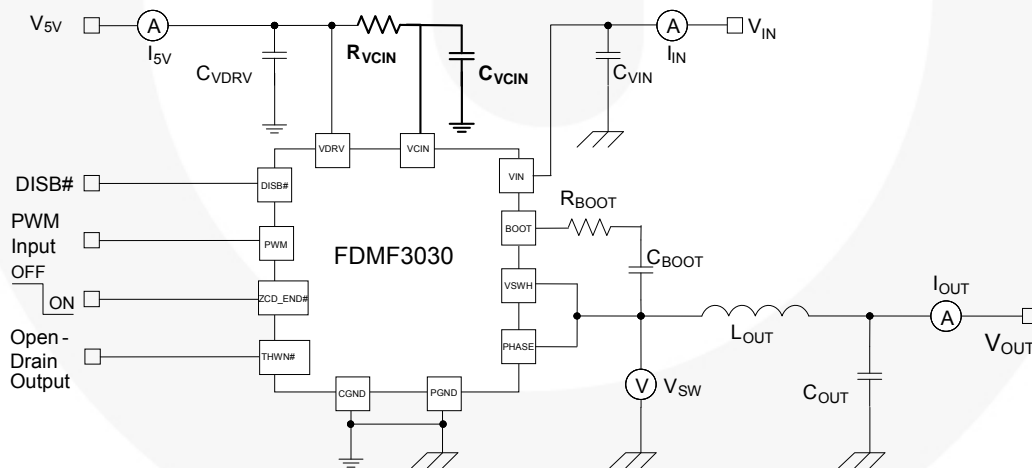 V5V
A
I5V
RVCIN
CVDRV
CVCIN
CVIN
A
IIN
VIN
VDRV
VCIN
VIN
DISB#
DISB#
RBOOT
BOOT
PWM
Input
PWM
FDMF3030
CBOOT
OFF
ON
ZCD_END#
VSWH
IOUT
A
LOUT
VOUT
Open-
Drain
Output
THWN#
PHASE
V
VSW
COUT
CGND
PGND